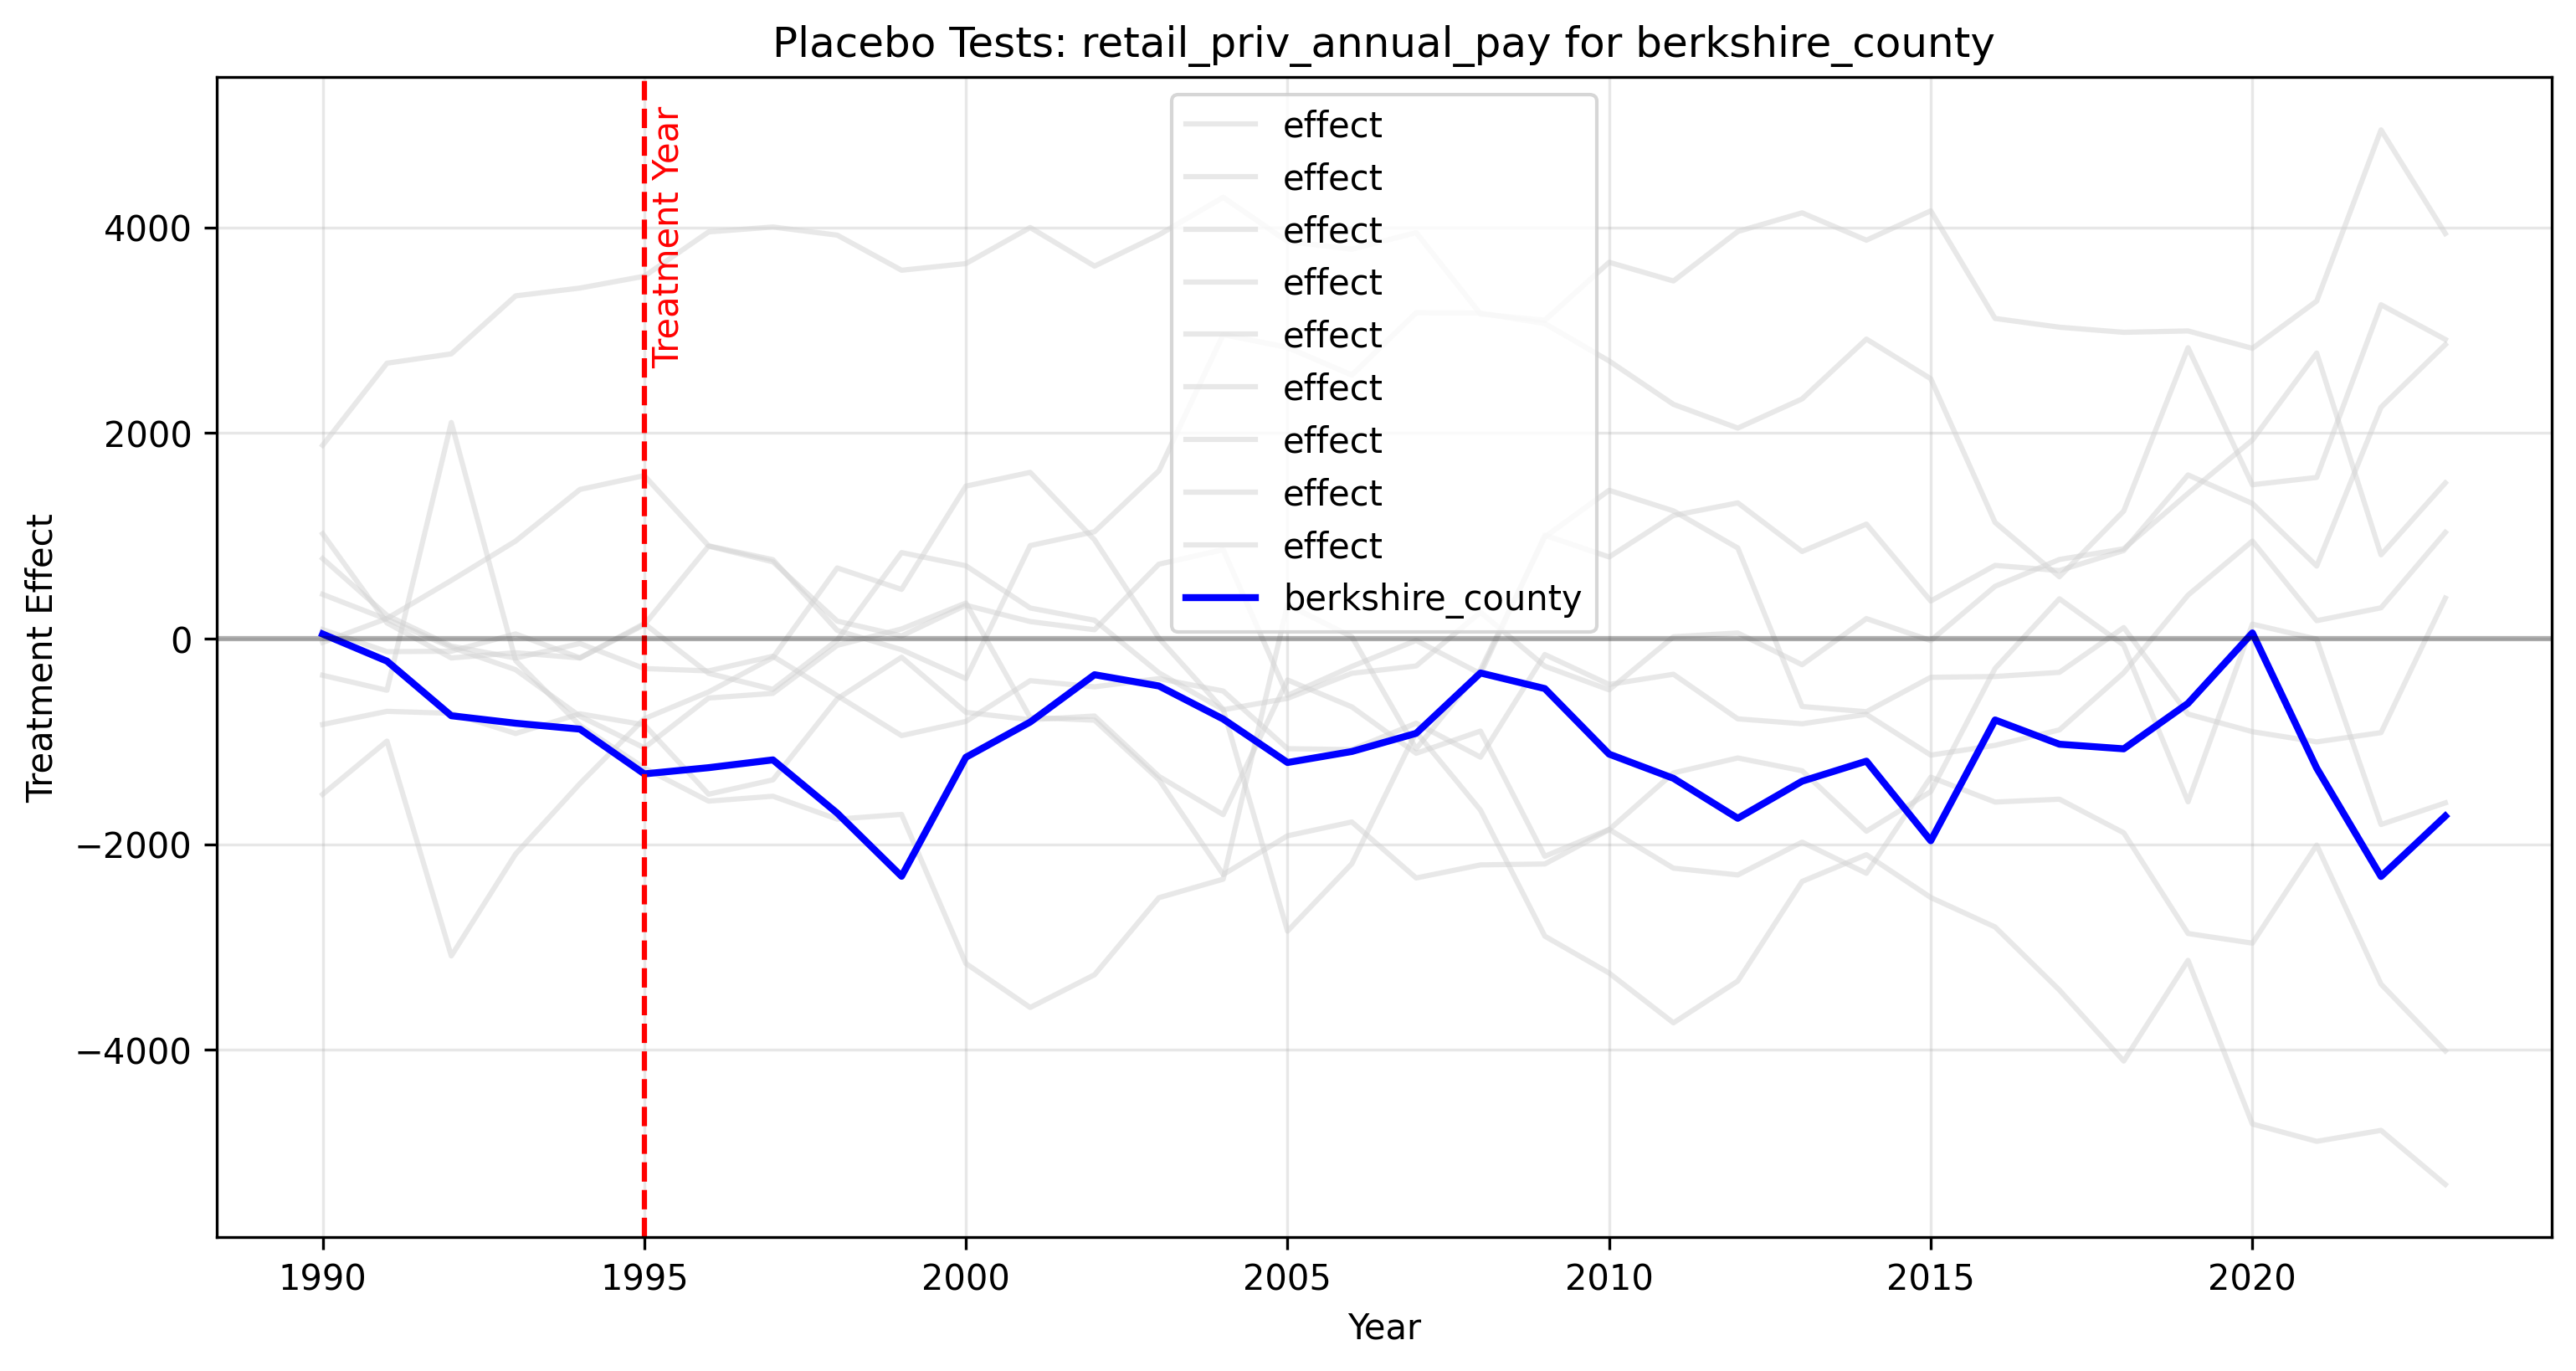 Placebo Tests: retail_priv_annual_pay for berkshire_county
Treatment Effect
4000
2000
0
−2000
−4000
Treatment Year
effect
effect
effect
effect
effect
effect
effect
effect
effect
berkshire_county
1990
1995
2000
2005
2010
2015
2020
Year